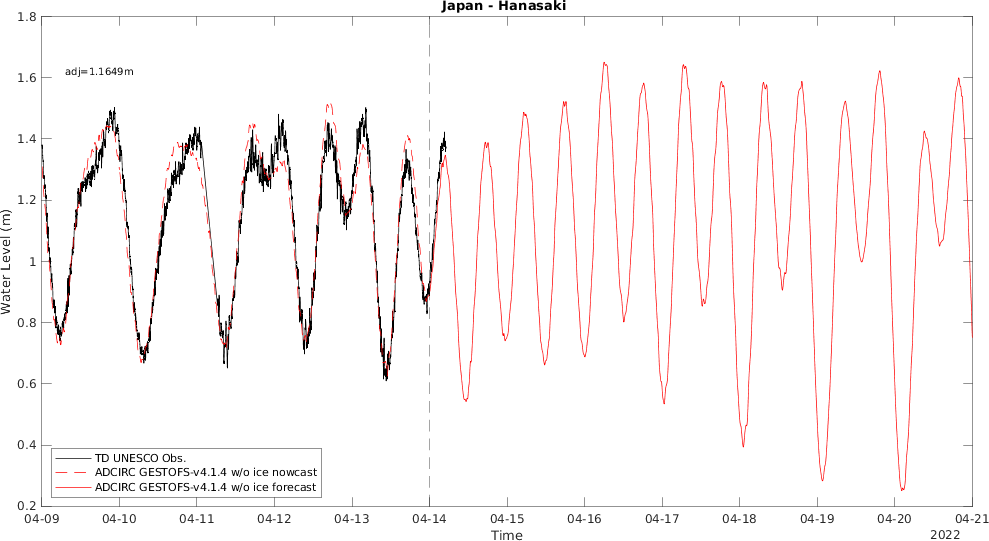 Japan - Hanasaki
adj=1.1649m
Water Level (m)
1.8
1.6
1.4
1.2
1
0.8
0.6
0.4
0.2
TD UNESCO Obs.
ADCIRC GESTOFS-v4.1.4 w/o ice nowcast
ADCIRC GESTOFS-v4.1.4 w/o ice forecast
04-09 04-10 04-11 04-12 04-13 04-14 04-15 04-16 04-17 04-18 04-19 04-20 04-21
Time
2022